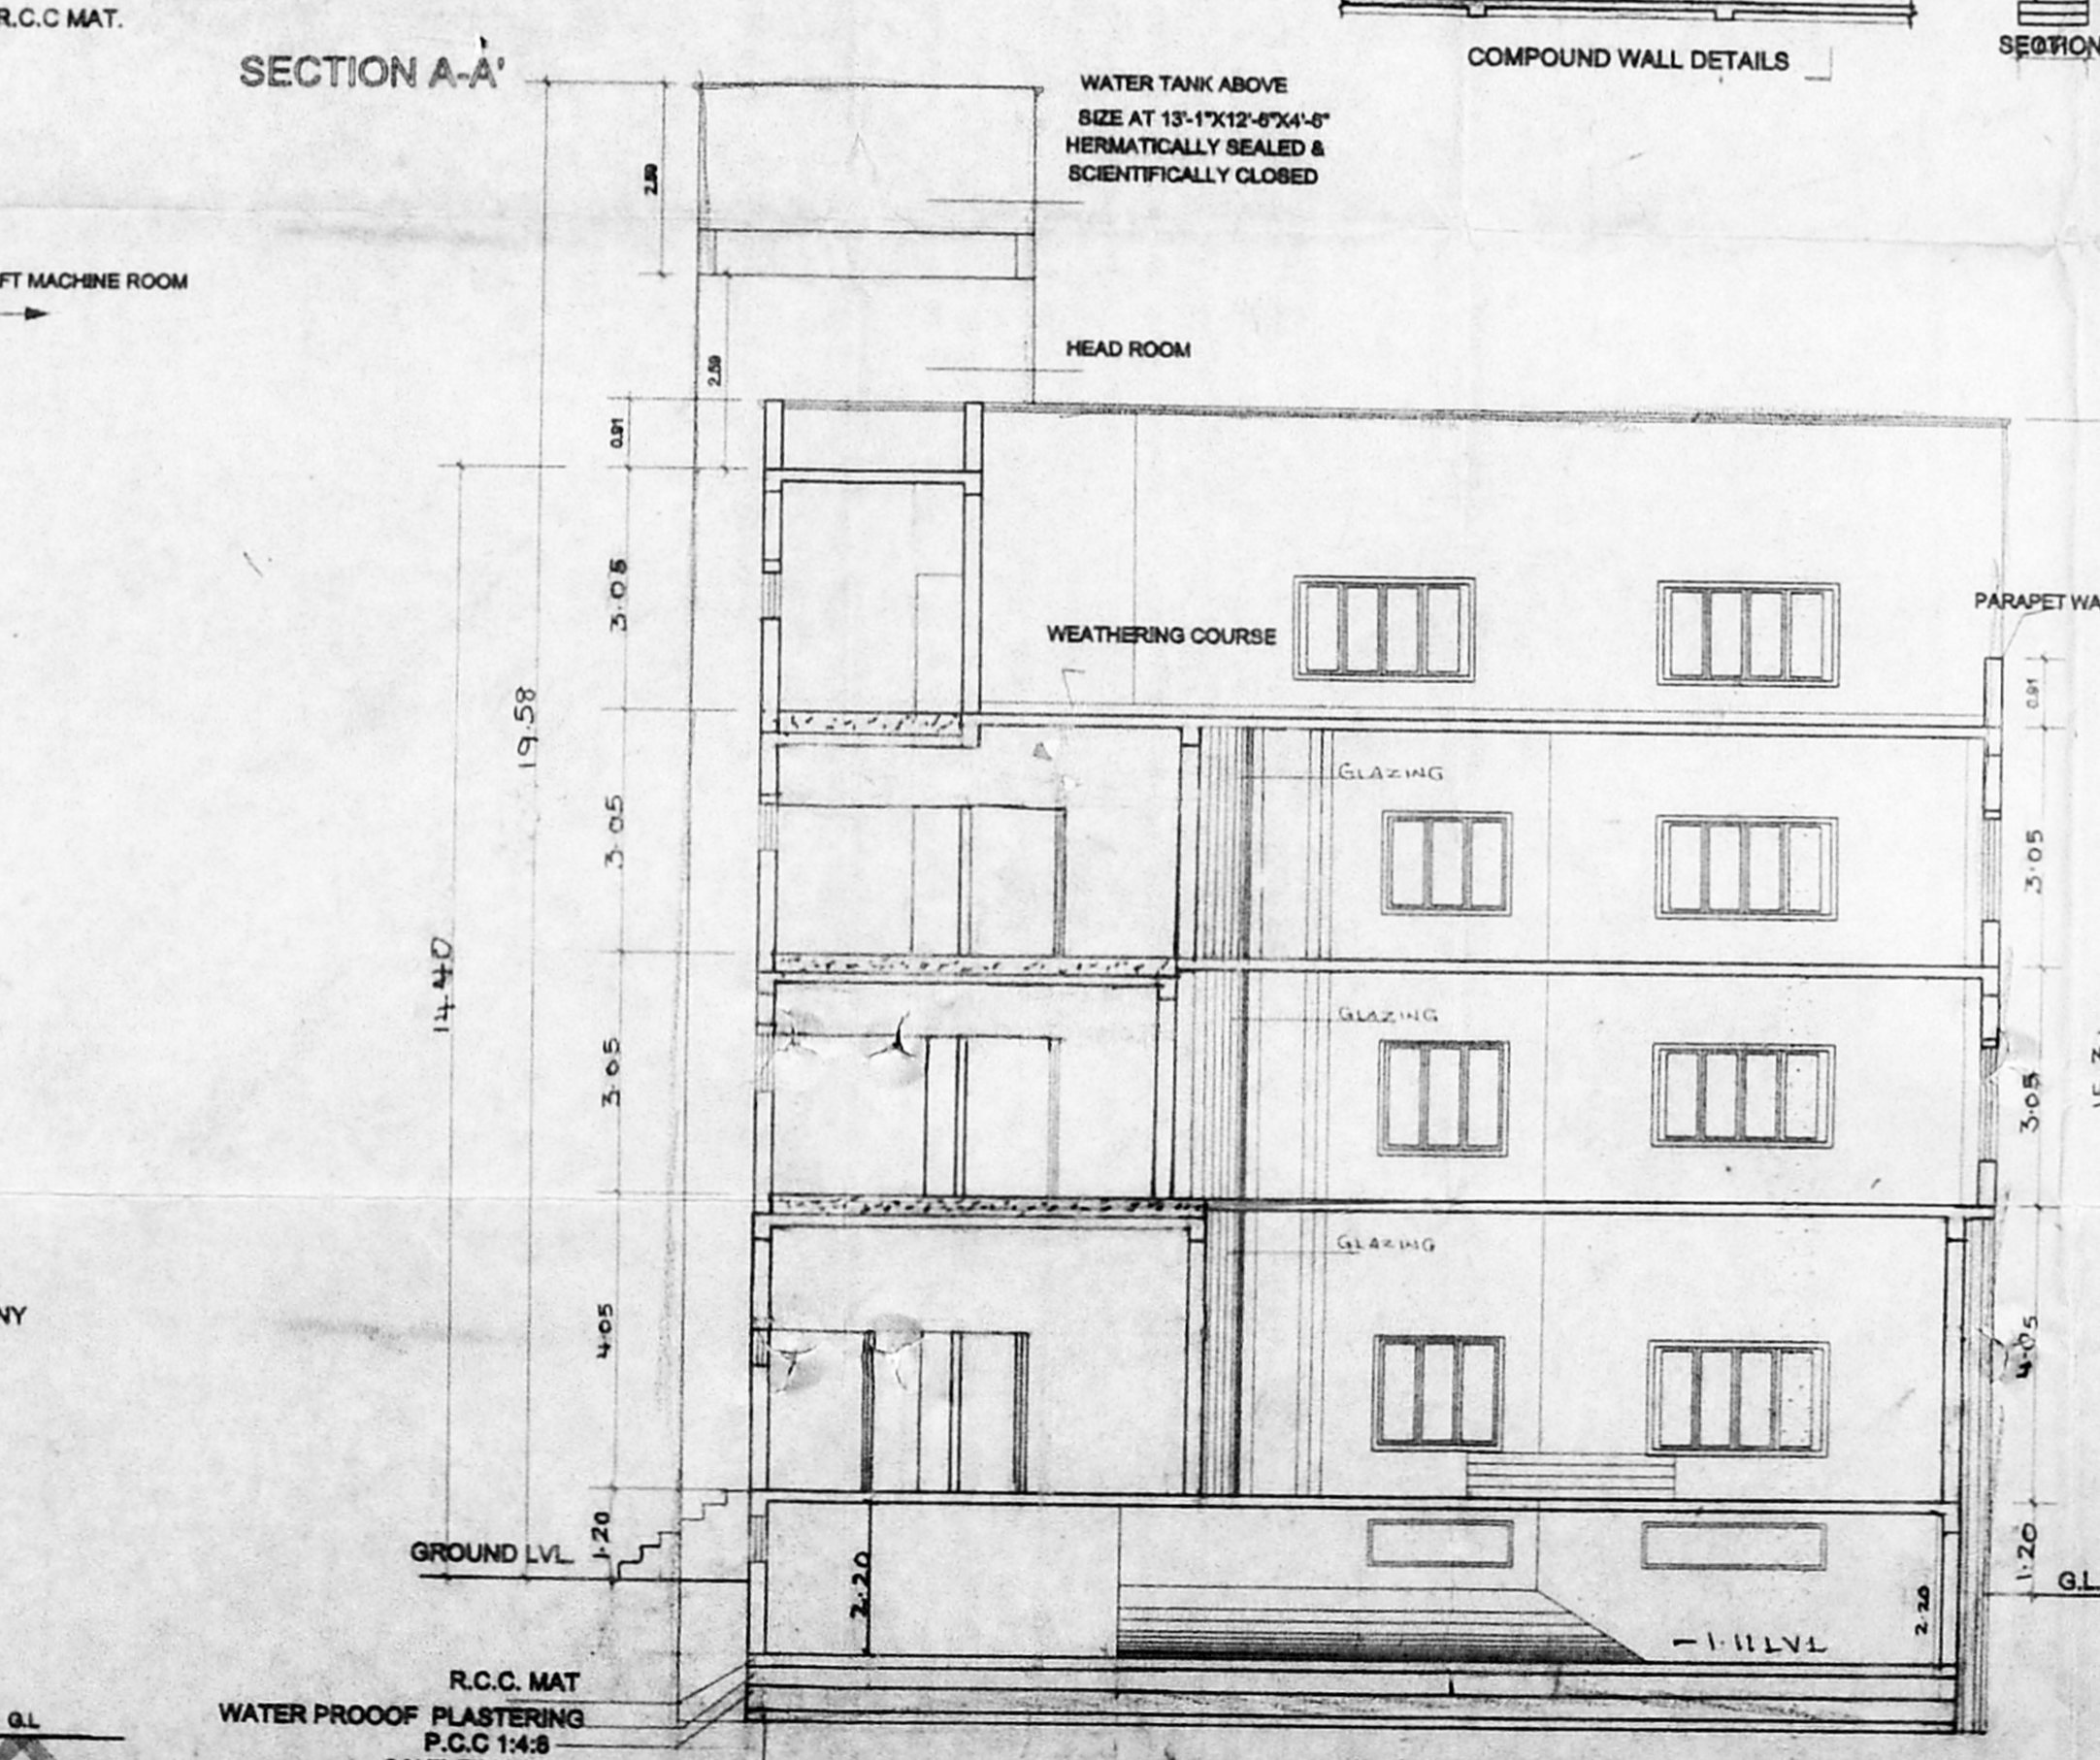 R.C.C MAT.
SECTION A-A'
COMPOUND WALL DETAILS
SECTION
WATER TANK ABOVE
SIZE AT 13'-1"X12'-6"X4'-6"
HERMATICALLY SEALED &
SCIENTIFICALLY CLOSED
2.59
FT MACHINE ROOM
HEAD ROOM
2.59
0.91
3.05
PARAPET WA
WEATHERING COURSE
0.91
19.58
GLAZING
3.05
3.05
14.40
GLAZING
3.05
3.05
GLAZING
NY
4.05
4.05
1.20
GROUND LVL
2.20
1.20
G.L
2.20
-1.11 LVL
R.C.C. MAT
WATER PROOOF PLASTERING
G.L
P.C.C 1:4:8